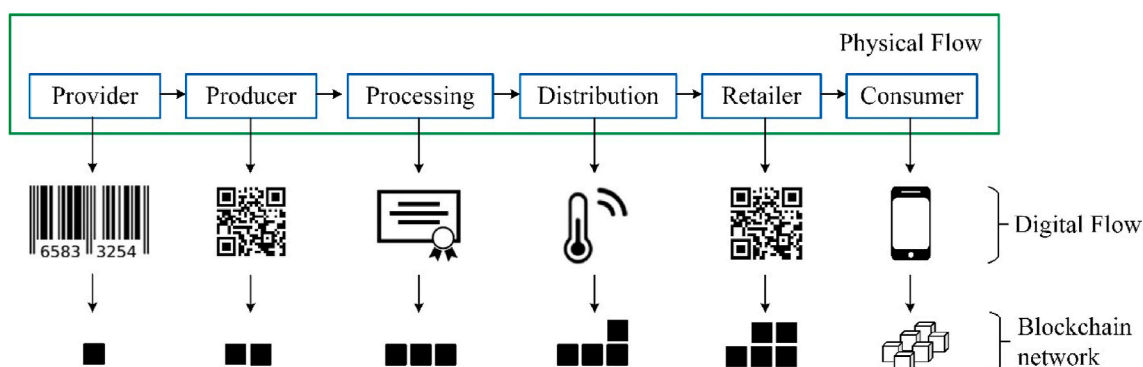 Physical Flow
Provider
Producer
Processing
Distribution
Retailer
Consumer
6583 3254
Digital Flow
Blockchain
network